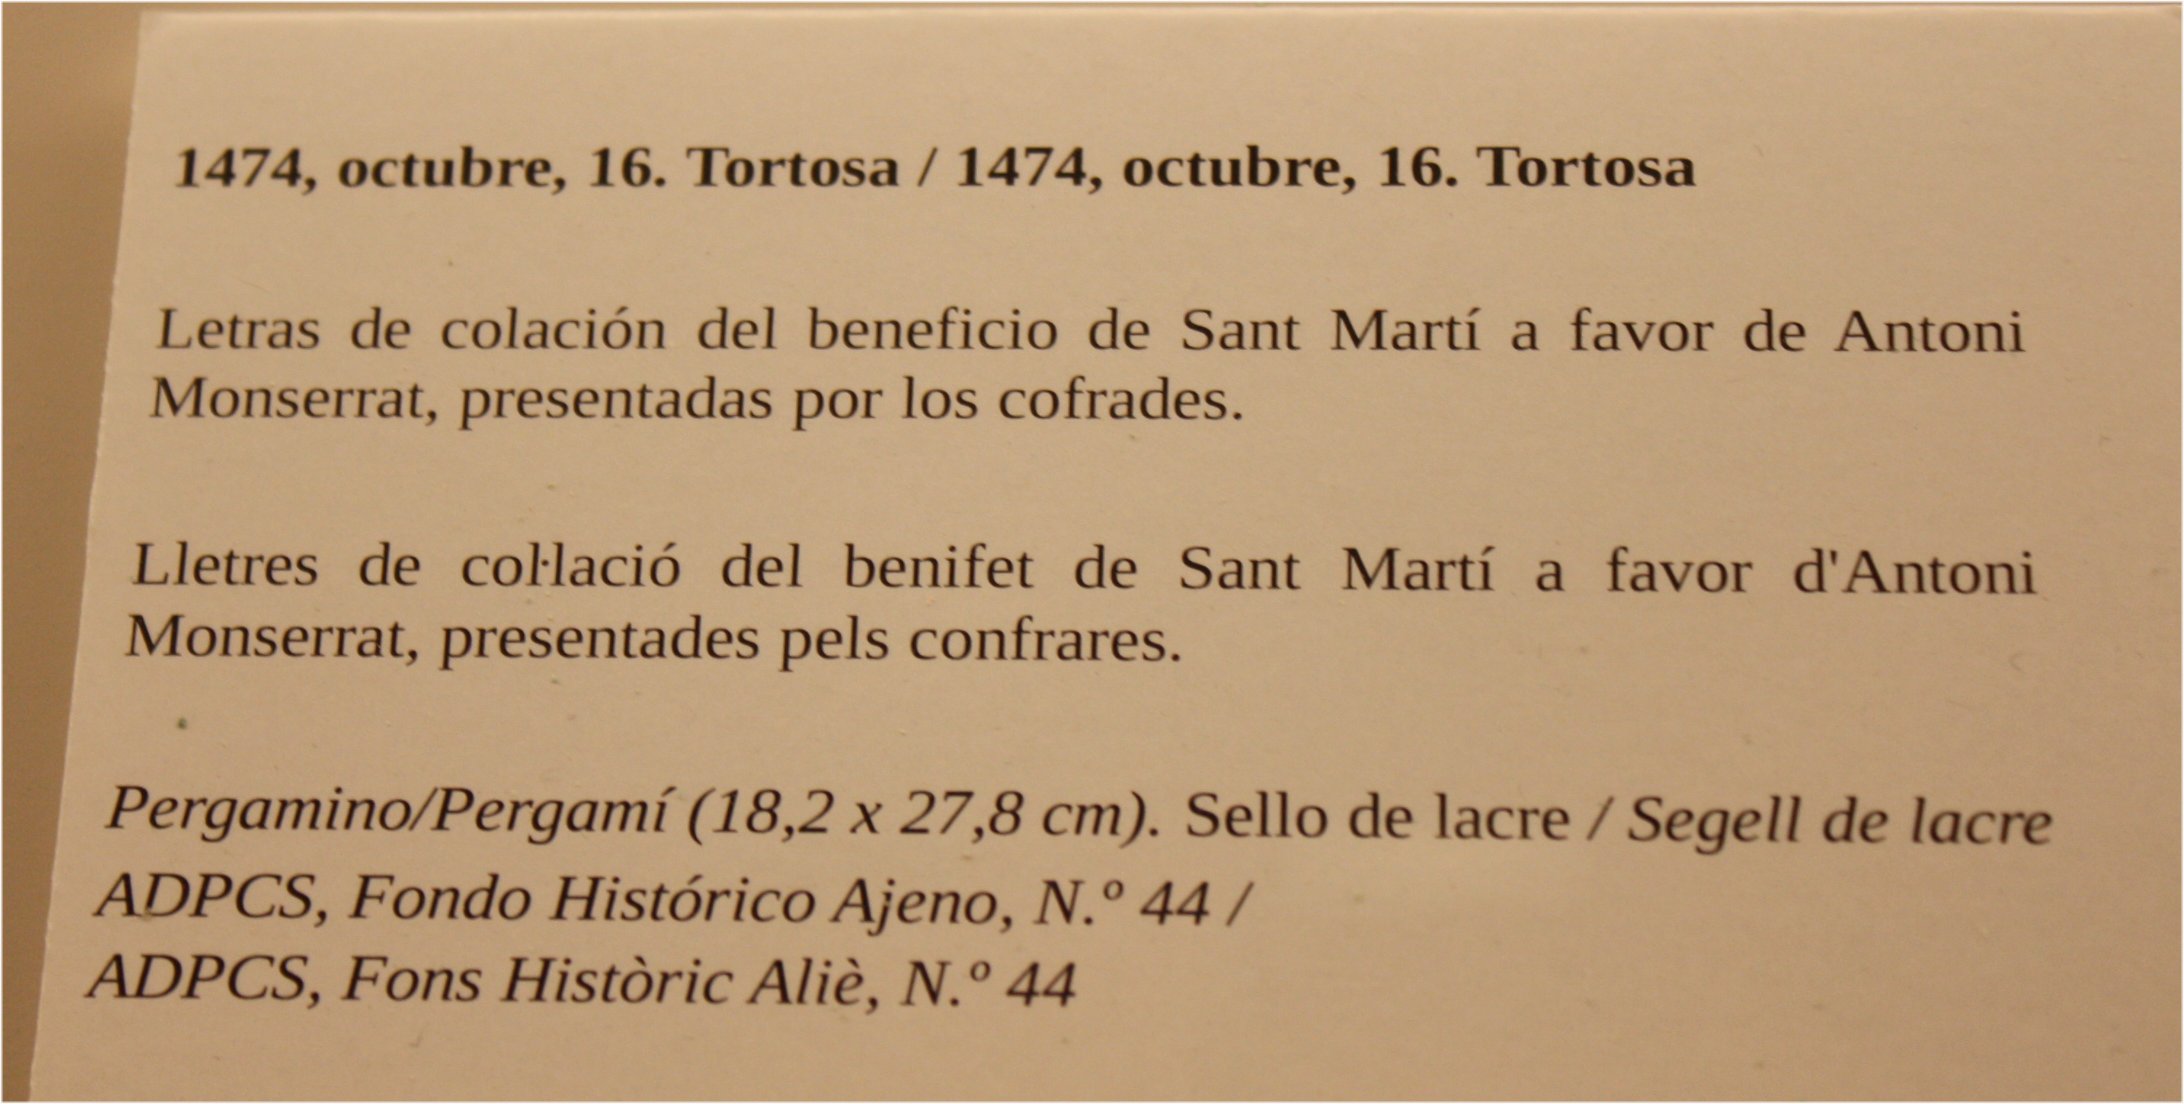 1474, octubre, 16. Tortosa / 1474, octubre, 16. Tortosa
Letras de colación del beneficio de Sant Martí a favor de Antoni
Monserrat, presentadas por los cofrades.
Lletres de col·lació del benifet de Sant Martí a favor d'Antoni
Monserrat, presentades pels confrares.
Pergamino/Pergamí (18,2 x 27,8 cm). Sello de lacre / Segell de lacre
ADPCS, Fondo Histórico Ajeno, N.º 44 /
ADPCS, Fons Històric Aliè, N.º 44